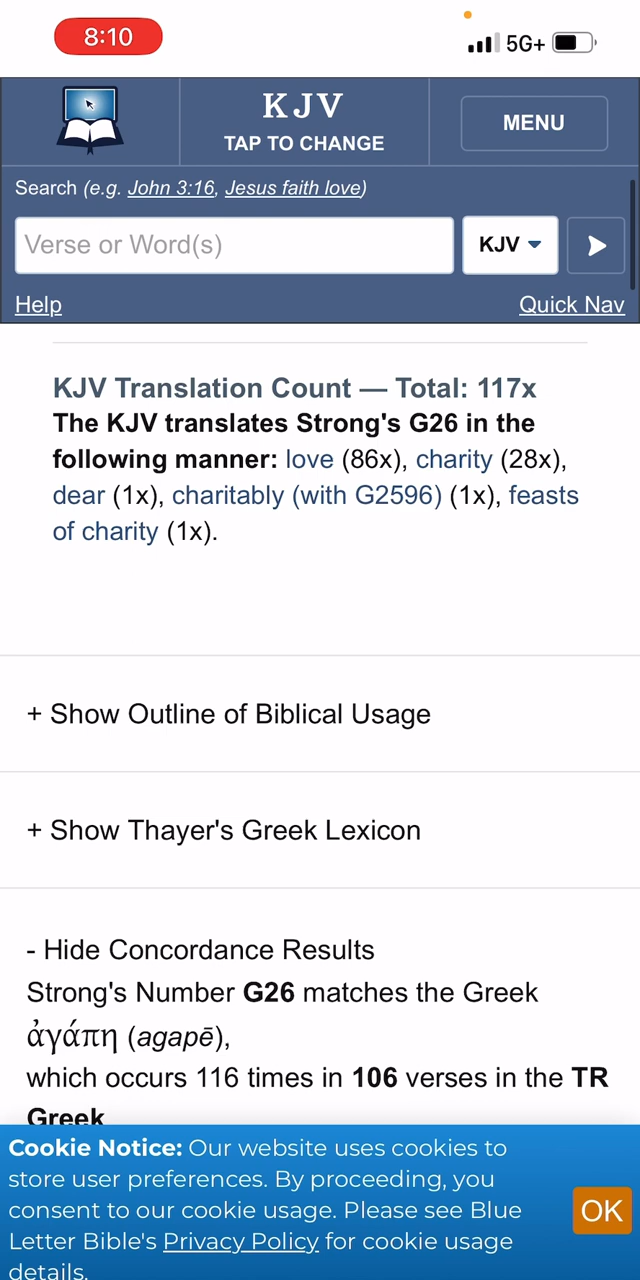 8:10
5G+
KJV
TAP TO CHANGE
MENU
Search (e.g. John 3:16, Jesus faith love)
Verse or Word(s)
KJV
Help
Quick Nav
KJV Translation Count — Total: 117x
The KJV translates Strong's G26 in the
following manner: love (86x), charity (28x),
dear (1x), charitably (with G2596) (1x), feasts
of charity (1x).
+ Show Outline of Biblical Usage
+ Show Thayer's Greek Lexicon
- Hide Concordance Results
Strong's Number G26 matches the Greek
ἀγάπη (agapē),
which occurs 116 times in 106 verses in the TR
Greek
Cookie Notice: Our website uses cookies to
store user preferences. By proceeding, you
consent to our cookie usage. Please see Blue
Letter Bible's Privacy Policy for cookie usage
details.
OK